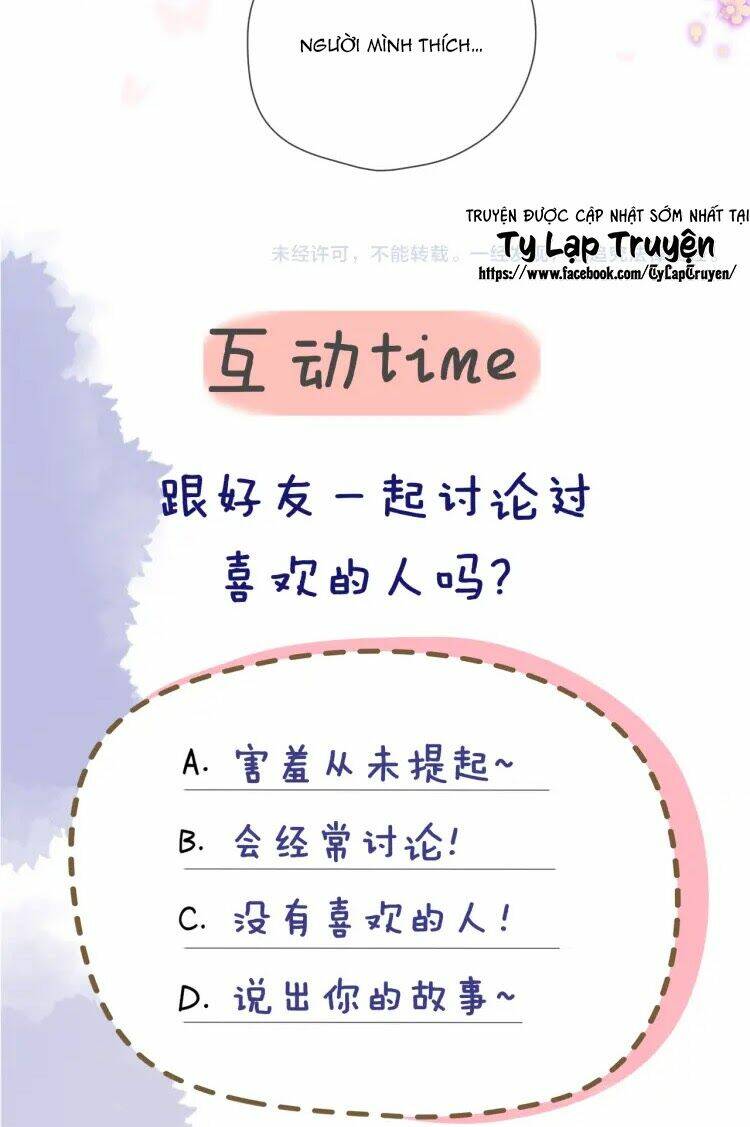 NGƯỜI MÌNH THÍCH...
TRUYỆN ĐƯỢC CẬP NHẬT SỚM NHẤT TẠI
Ty Lạp Truyện
https://www.facebook.com/TyLapTruyen/
未经许可，不能转载。一经发现，
互动time
跟好友一起讨论过
喜欢的人吗?
A. 害羞从未提起~
B. 会经常讨论!
C. 没有喜欢的人!
D. 说出你的故事~